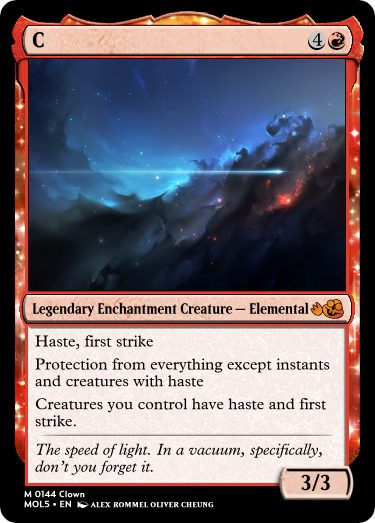 C
4
Legendary Enchantment Creature — Elemental
Haste, first strike
Protection from everything except instants
and creatures with haste
Creatures you control have haste and first
strike.
The speed of light. In a vacuum, specifically,
don't you forget it.
3/3
M 0144 Clown
MOL5 • EN ALEX ROMMEL OLIVER CHEUNG